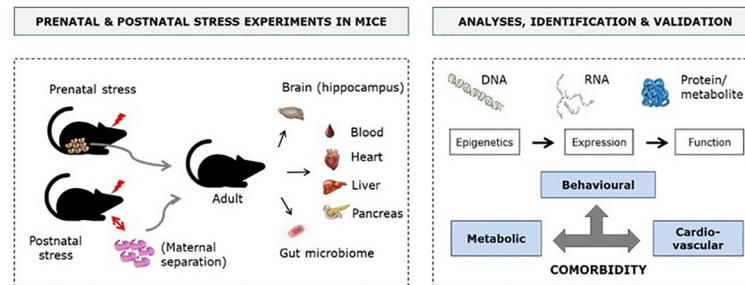 PRENATAL & POSTNATAL STRESS EXPERIMENTS IN MICE
Prenatal stress
Postnatal
stress
(Maternal
separation)
Adult
Brain (hippocampus)
Blood
Heart
Liver
Pancreas
Gut microbiome
ANALYSES, IDENTIFICATION & VALIDATION
DNA
RNA
Protein/
metabolite
Epigenetics
Expression
Function
Behavioural
Metabolic
Cardio-
vascular
COMORBIDITY